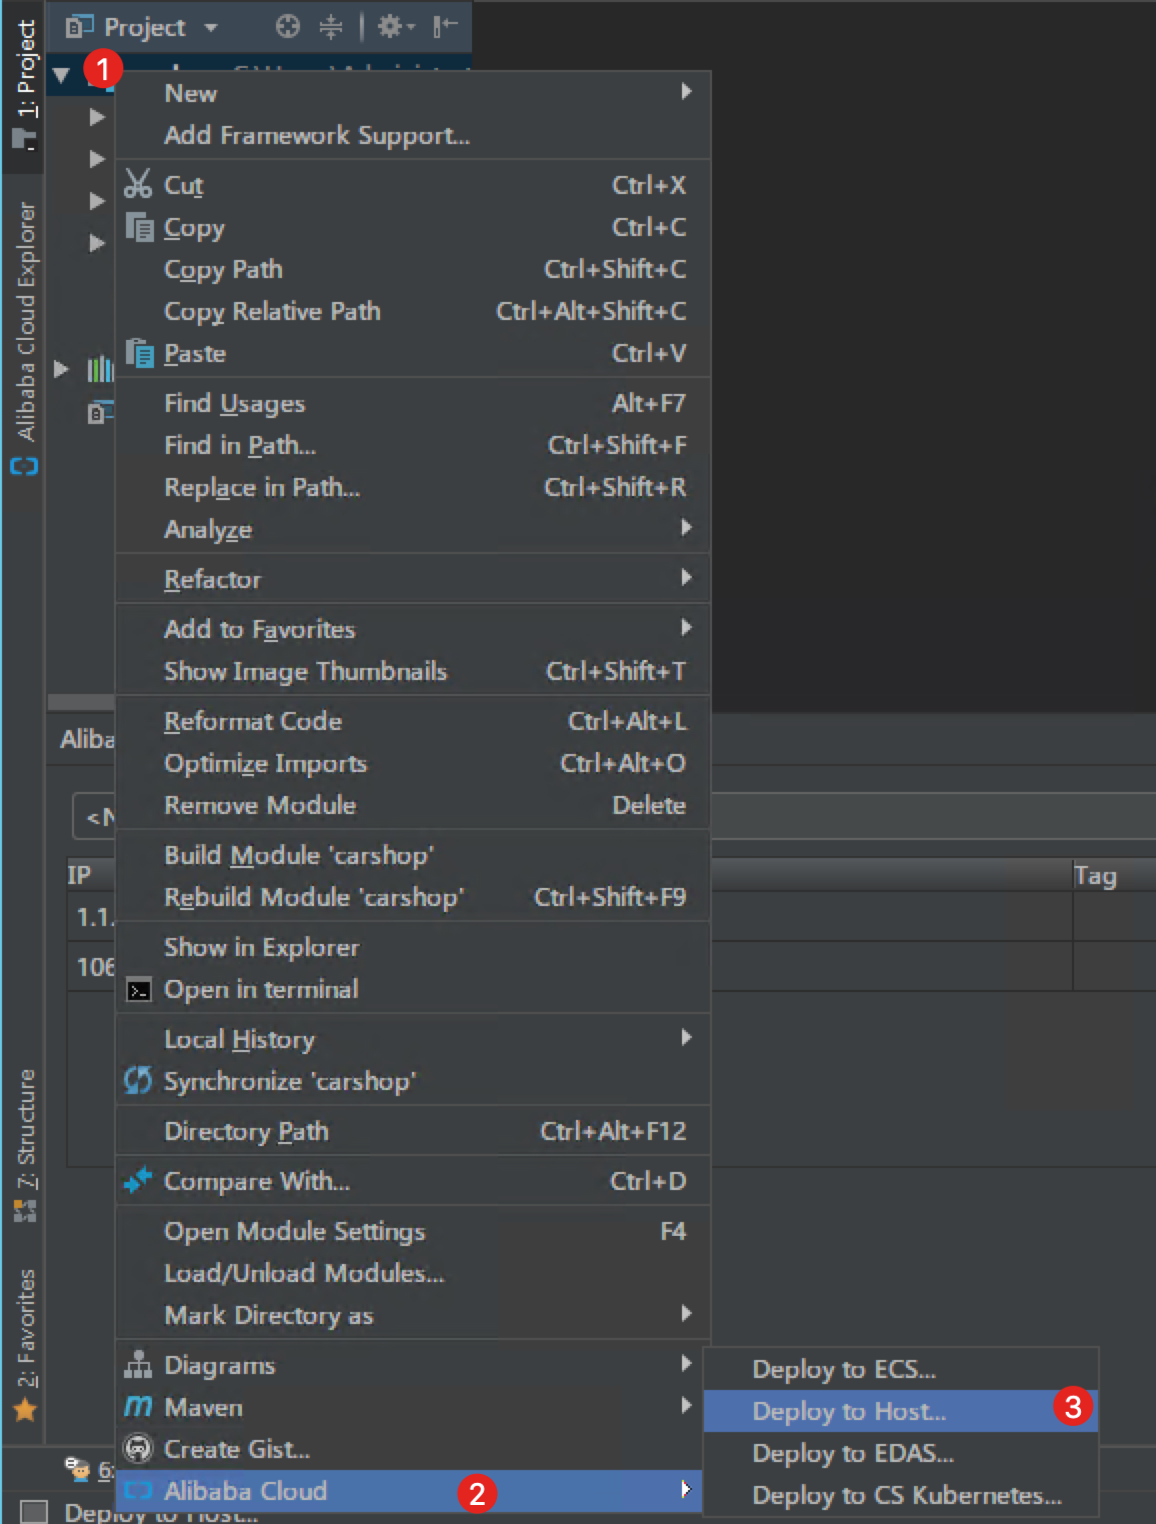 Project
1
1: Project
New
Add Framework Support...
Cut Ctrl+X
Copy Ctrl+C
Copy Path Ctrl+Shift+C
Copy Relative Path Ctrl+Alt+Shift+C
Paste Ctrl+V
Alibaba Cloud Explorer
Find Usages Alt+F7
Find in Path... Ctrl+Shift+F
Replace in Path... Ctrl+Shift+R
Analyze
Refactor
Add to Favorites
Show Image Thumbnails Ctrl+Shift+T
Reformat Code Ctrl+Alt+L
Optimize Imports Ctrl+Alt+O
Remove Module Delete
Build Module 'carshop'
IP
Tag
Rebuild Module 'carshop' Ctrl+Shift+F9
1.1.
Show in Explorer
106
Open in terminal
Local History
Synchronize 'carshop'
Directory Path Ctrl+Alt+F12
7: Structure
Compare With... Ctrl+D
Open Module Settings F4
Load/Unload Modules...
Mark Directory as
2: Favorites
Diagrams
Maven
Create Gist...
6:
Alibaba Cloud 2
Deploy to ECS...
Deploy to Host... 3
Deploy to EDAS...
Deploy to CS Kubernetes...
Deploy to Host...